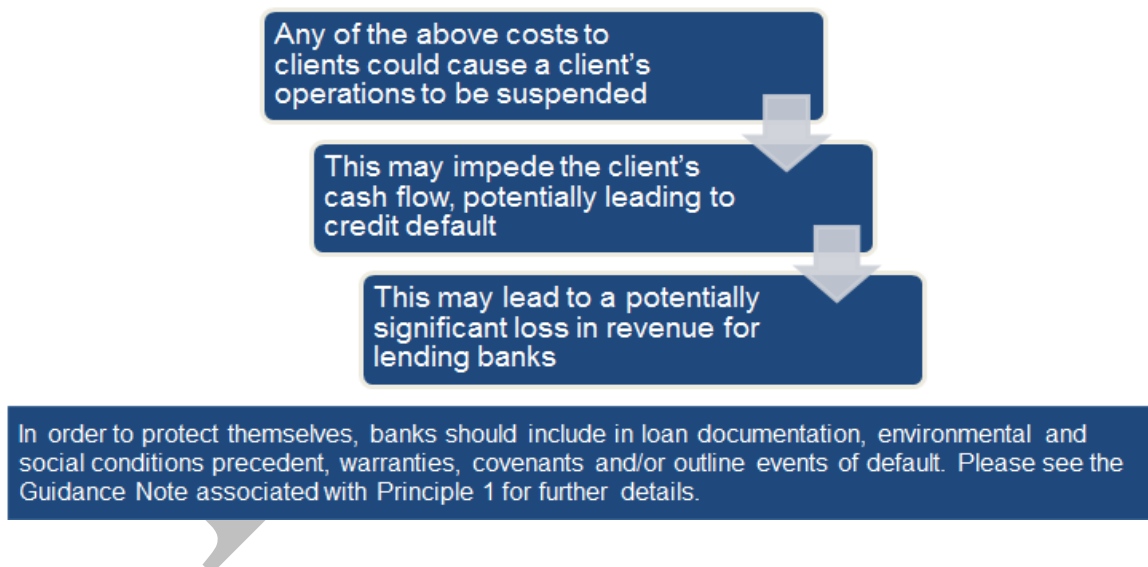 Any of the above costs to
clients could cause a client's
operations to be suspended
This may impede the client's
cash flow, potentially leading to
credit default
This may lead to a potentially
significant loss in revenue for
lending banks
In order to protect themselves, banks should include in loan documentation, environmental and
social conditions precedent, warranties, covenants and/or outline events of default. Please see the
Guidance Note associated with Principle 1 for further details.